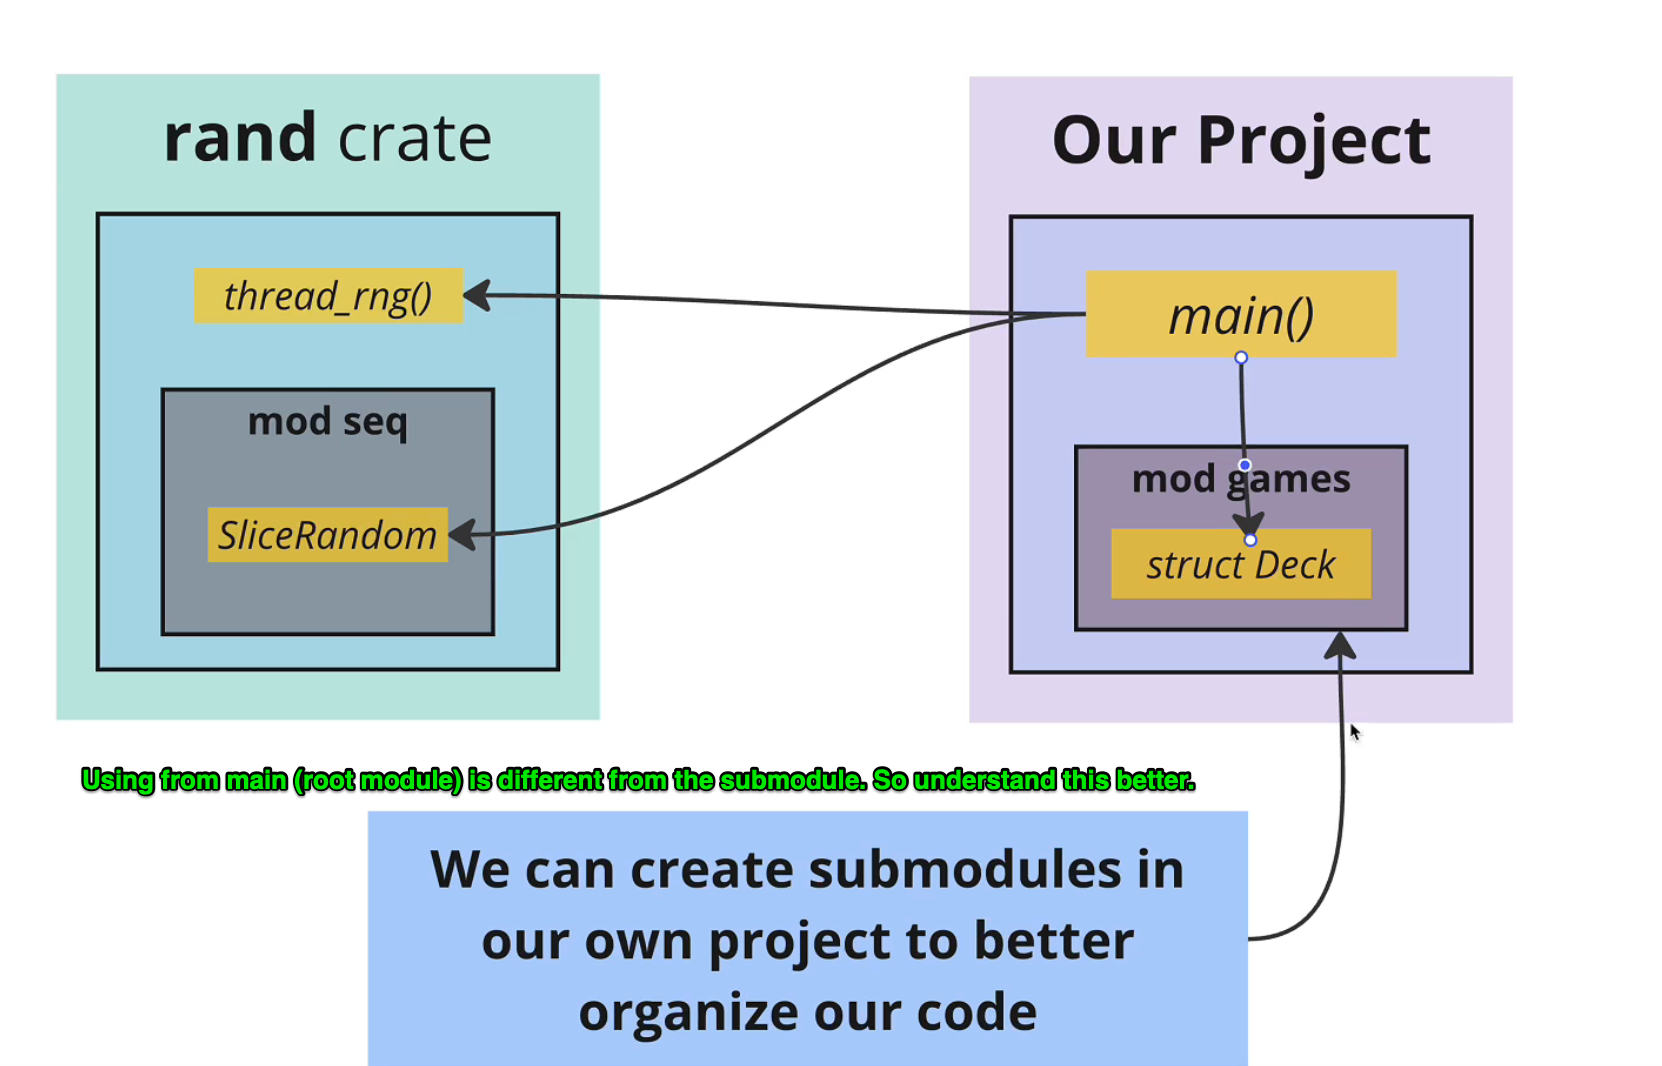 rand crate
thread_rng()
mod seq
SliceRandom
Our Project
main()
mod games
struct Deck
Using from main (root module) is different from the submodule. So understand this better.
We can create submodules in
our own project to better
organize our code